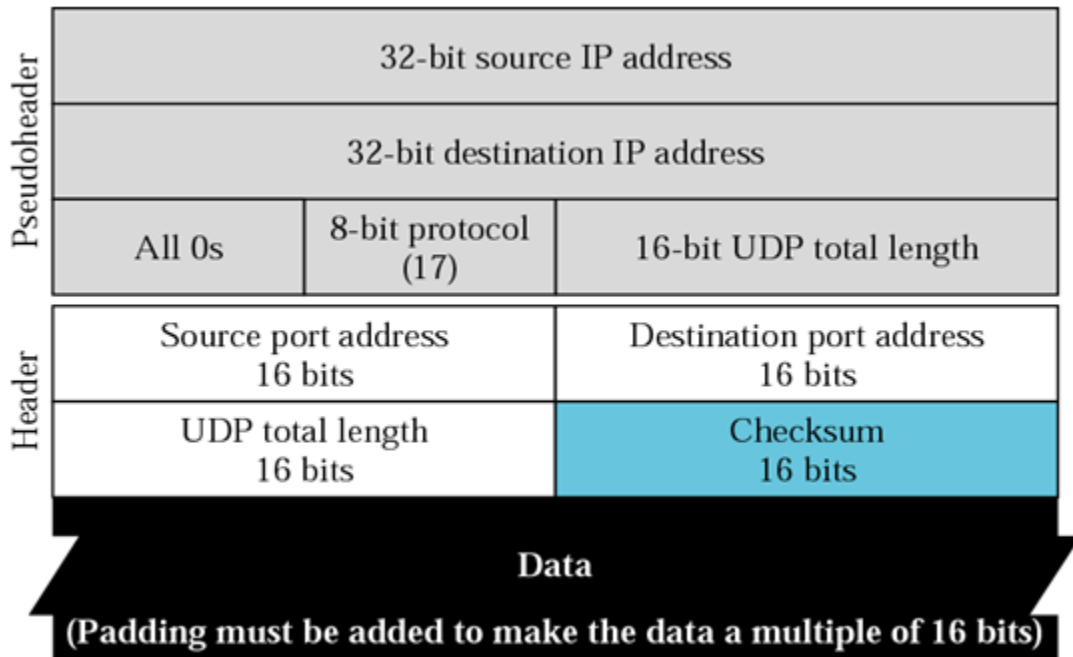 Pseudoheader
32-bit source IP address
32-bit destination IP address
All 0s
8-bit protocol
(17)
16-bit UDP total length
Header
Source port address
16 bits
Destination port address
16 bits
UDP total length
16 bits
Checksum
16 bits
Data
(Padding must be added to make the data a multiple of 16 bits)